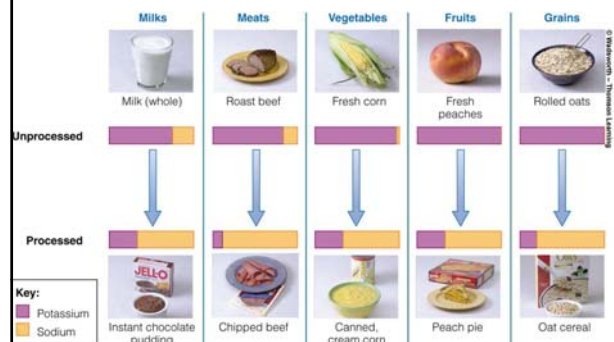 Milks
Meats
Vegetables
Fruits
Grains
Milk (whole)
Roast beef
Fresh corn
Fresh
peaches
Rolled oats
© Wadsworth – Thomson Learning
Unprocessed
Processed
JELL-O
Key:
Potassium
Sodium
Instant chocolate
pudding
Chipped beef
Canned,
cream corn
Peach pie
Oat cereal